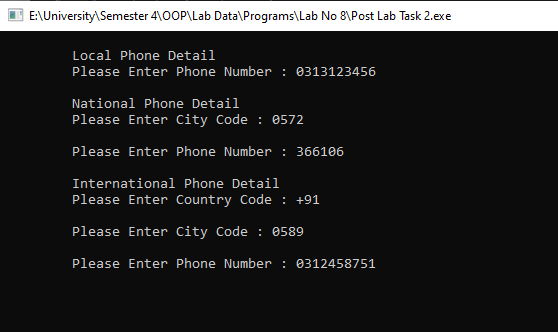 E:\University\Semester 4\OOP\Lab Data\Programs\Lab No 8\Post Lab Task 2.exe
Local Phone Detail
Please Enter Phone Number : 0313123456
National Phone Detail
Please Enter City Code : 0572
Please Enter Phone Number : 366106
International Phone Detail
Please Enter Country Code : +91
Please Enter City Code : 0589
Please Enter Phone Number : 0312458751